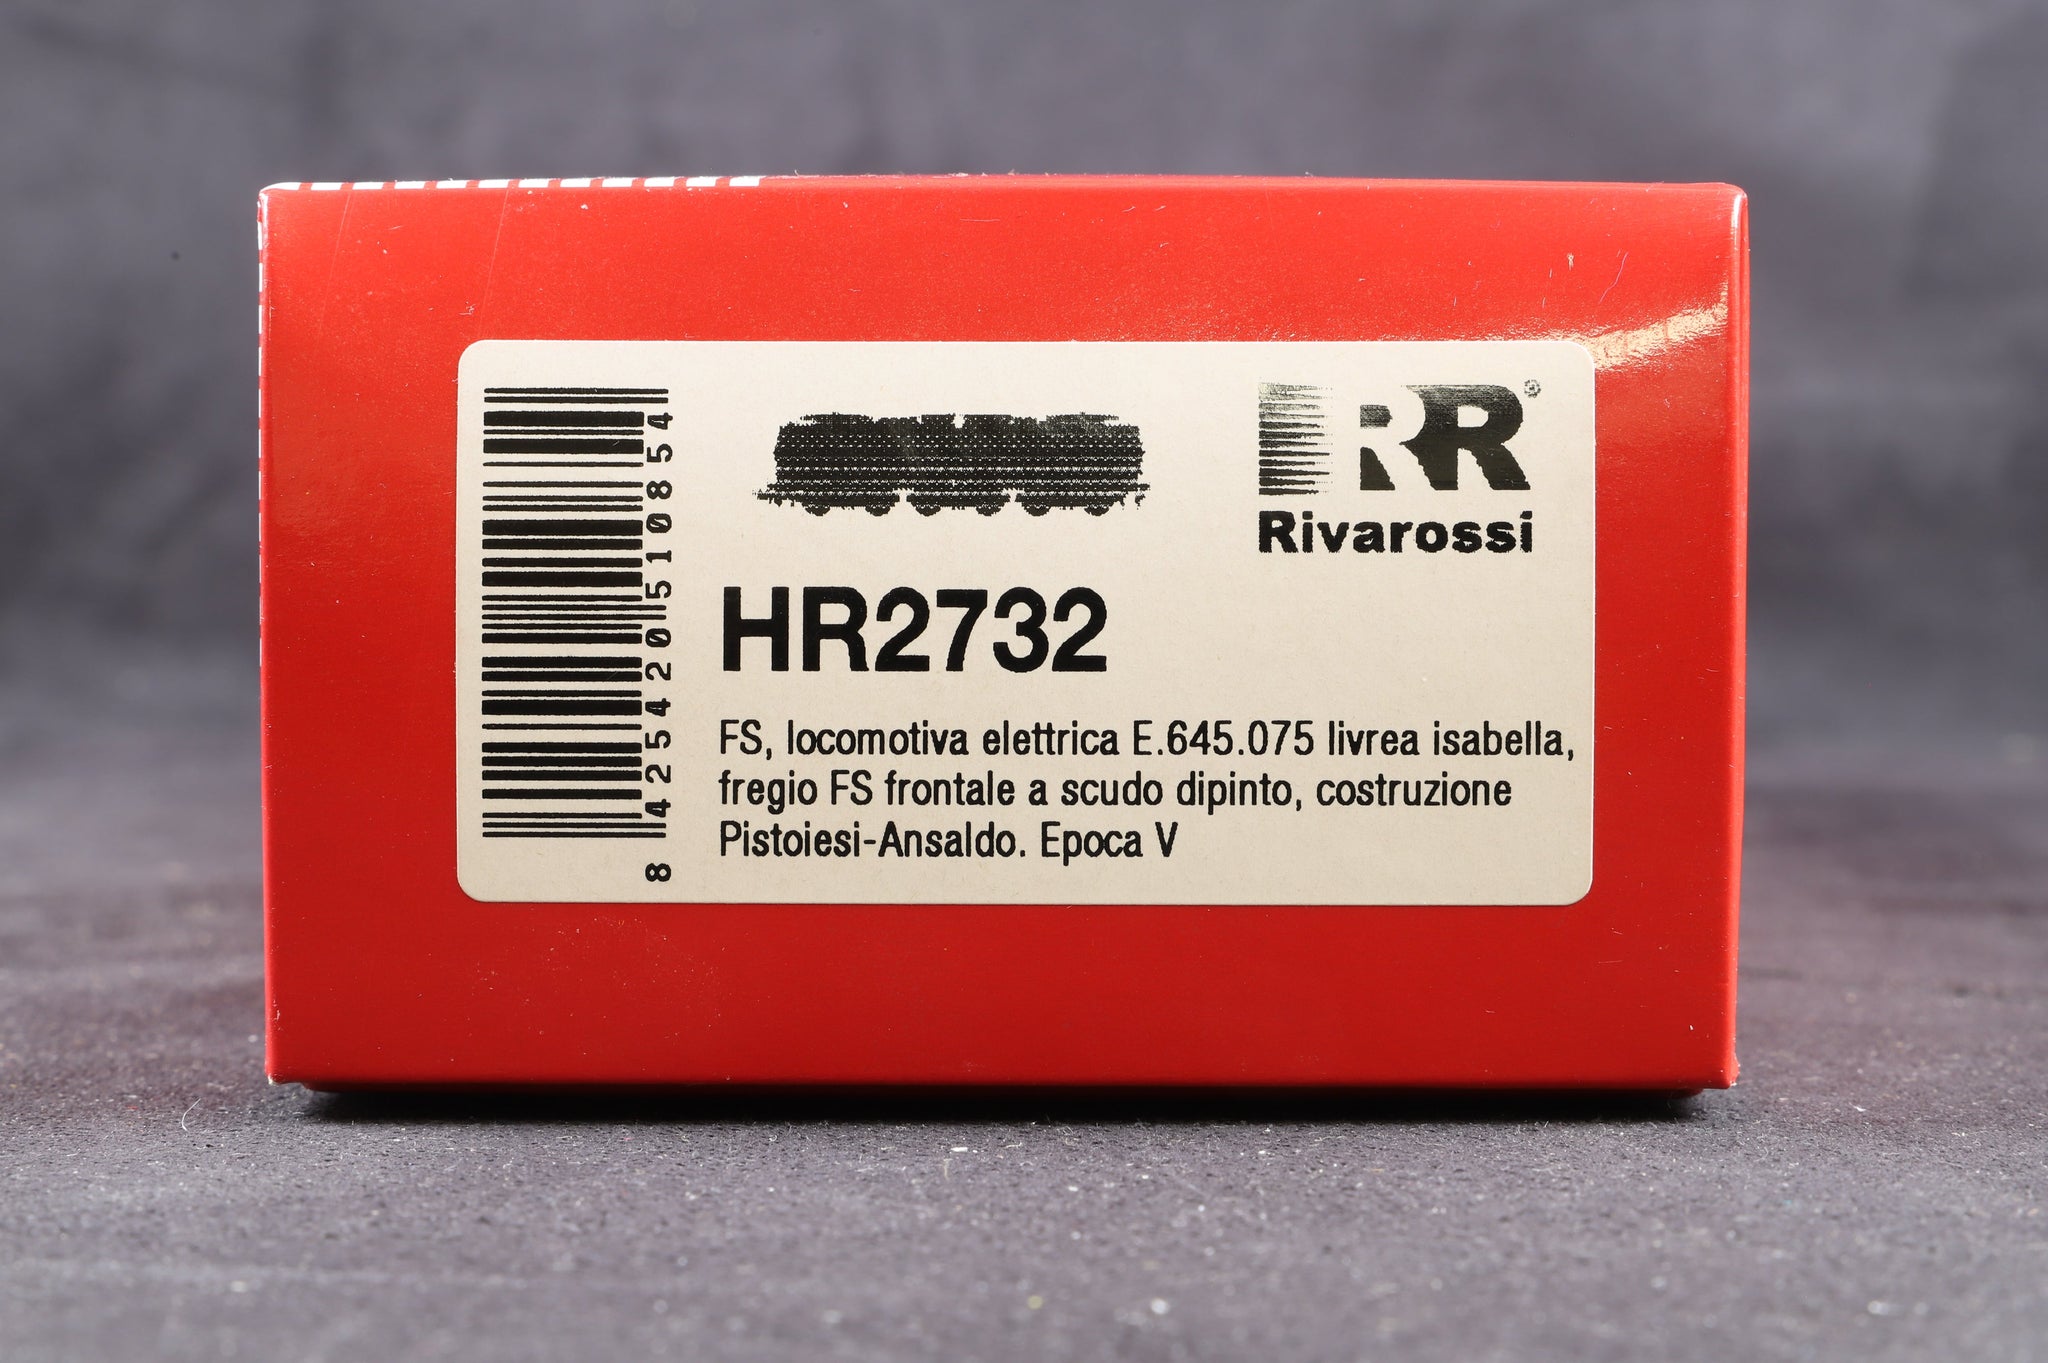 RR®
Rivarossi
HR2732
FS, locomotiva elettrica E.645.075 livrea isabella,
fregio FS frontale a scudo dipinto, costruzione
Pistoiesi-Ansaldo. Epoca V
8 425420 510854